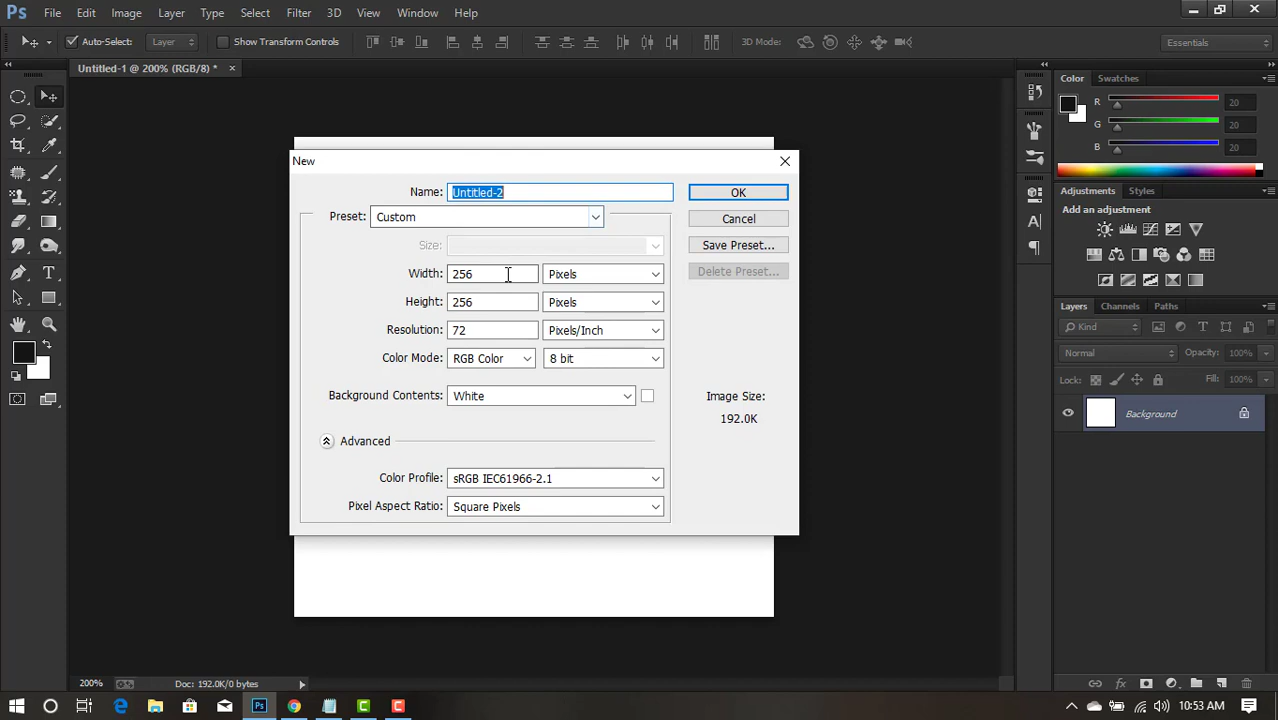 Ps File Edit Image Layer Type Select Filter 3D View Window Help
Auto-Select: Layer Show Transform Controls 3D Mode: Essentials
Untitled-1 @ 200% (RGB/8) *
Color Swatches
R 20
G 20
B 20
Adjustments Styles
Add an adjustment
Layers Channels Paths
Kind
Normal Opacity: 100%
Lock: Fill: 100%
Background
New
Name: Untitled-2 OK
Preset: Custom Cancel
Size: Save Preset...
Width: 256 Pixels Delete Preset...
Height: 256 Pixels
Resolution: 72 Pixels/Inch
Color Mode: RGB Color 8 bit
Background Contents: White Image Size:
192.0K
Advanced
Color Profile: sRGB IEC61966-2.1
Pixel Aspect Ratio: Square Pixels
200% Doc: 192.0K/0 bytes
10:53 AM